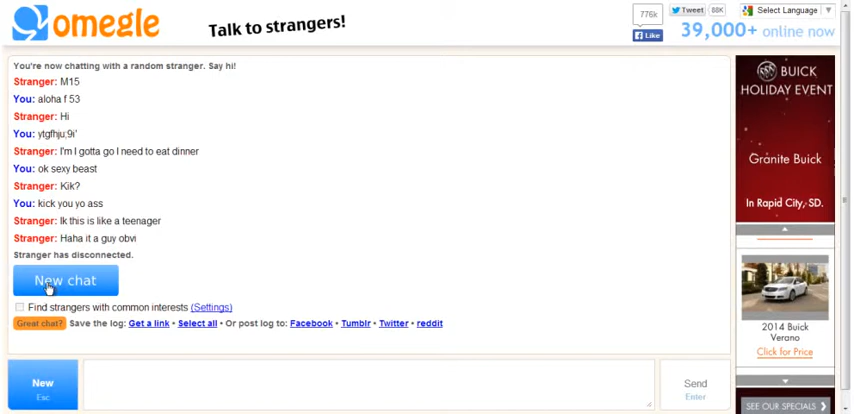 omegle
Talk to strangers!
776k
Like
Tweet
88K
Select Language
39,000+ online now
You're now chatting with a random stranger. Say hi!
Stranger: M15
You: aloha f 53
Stranger: Hi
You: ytgfhju;9i'
Stranger: I'm I gotta go I need to eat dinner
You: ok sexy beast
Stranger: Kik?
You: kick you yo ass
Stranger: Ik this is like a teenager
Stranger: Haha it a guy obvi
Stranger has disconnected.
New chat
Find strangers with common interests (Settings)
Great chat? Save the log: Get a link • Select all • Or post log to: Facebook • Tumblr • Twitter • reddit
New
Esc
Send
Enter
BUICK
HOLIDAY EVENT
Granite Buick
In Rapid City, SD.
2014 Buick
Verano
Click for Price
SEE OUR SPECIALS